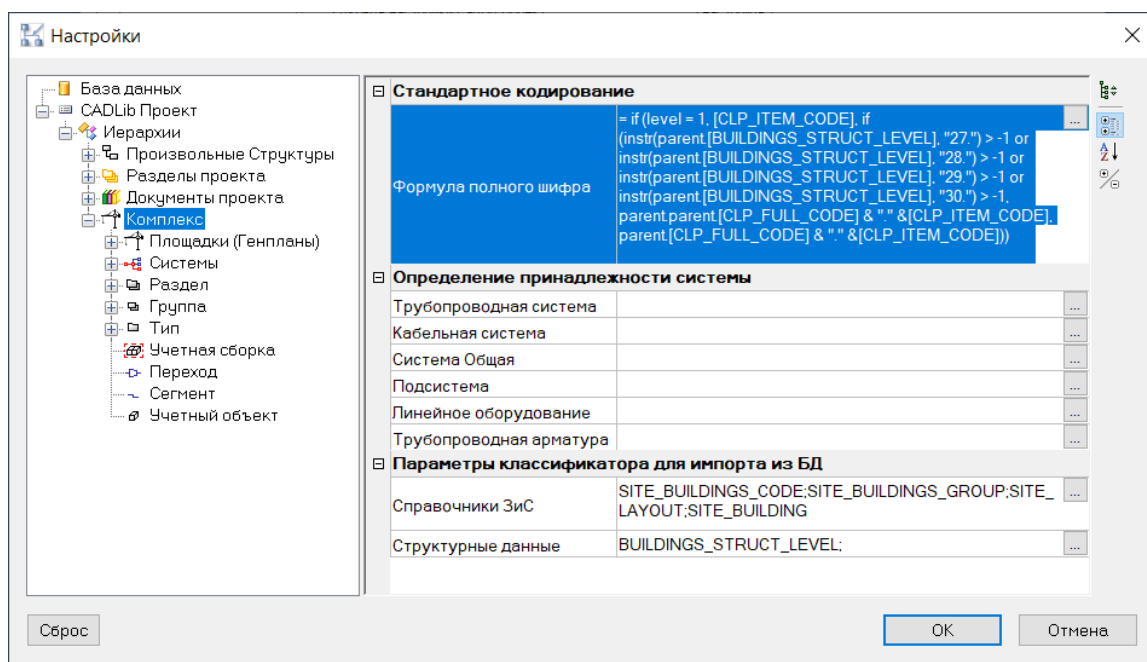 Настройки
База данных
CADLib Проект
Иерархии
Произвольные Структуры
Разделы проекта
Документы проекта
Комплекс
Площадки (Генпланы)
Системы
Раздел
Группа
Тип
Учетная сборка
Переход
Сегмент
Учетный объект
Стандартное кодирование
Формула полного шифра
= if (level = 1, [CLP_ITEM_CODE], if
(instr(parent.[BUILDINGS_STRUCT_LEVEL], "27.") > -1 or
instr(parent.[BUILDINGS_STRUCT_LEVEL], "28.") > -1 or
instr(parent.[BUILDINGS_STRUCT_LEVEL], "29.") > -1 or
instr(parent.[BUILDINGS_STRUCT_LEVEL], "30.") > -1,
parent.parent.[CLP_FULL_CODE] & "." &[CLP_ITEM_CODE],
parent.[CLP_FULL_CODE] & "." &[CLP_ITEM_CODE]))
...
Определение принадлежности системы
Трубопроводная система ...
Кабельная система ...
Система Общая ...
Подсистема ...
Линейное оборудование ...
Трубопроводная арматура ...
Параметры классификатора для импорта из БД
Справочники ЗиС
SITE_BUILDINGS_CODE;SITE_BUILDINGS_GROUP;SITE_ ...
LAYOUT;SITE_BUILDING
Структурные данные BUILDINGS_STRUCT_LEVEL; ...
Сброс
OK
Отмена